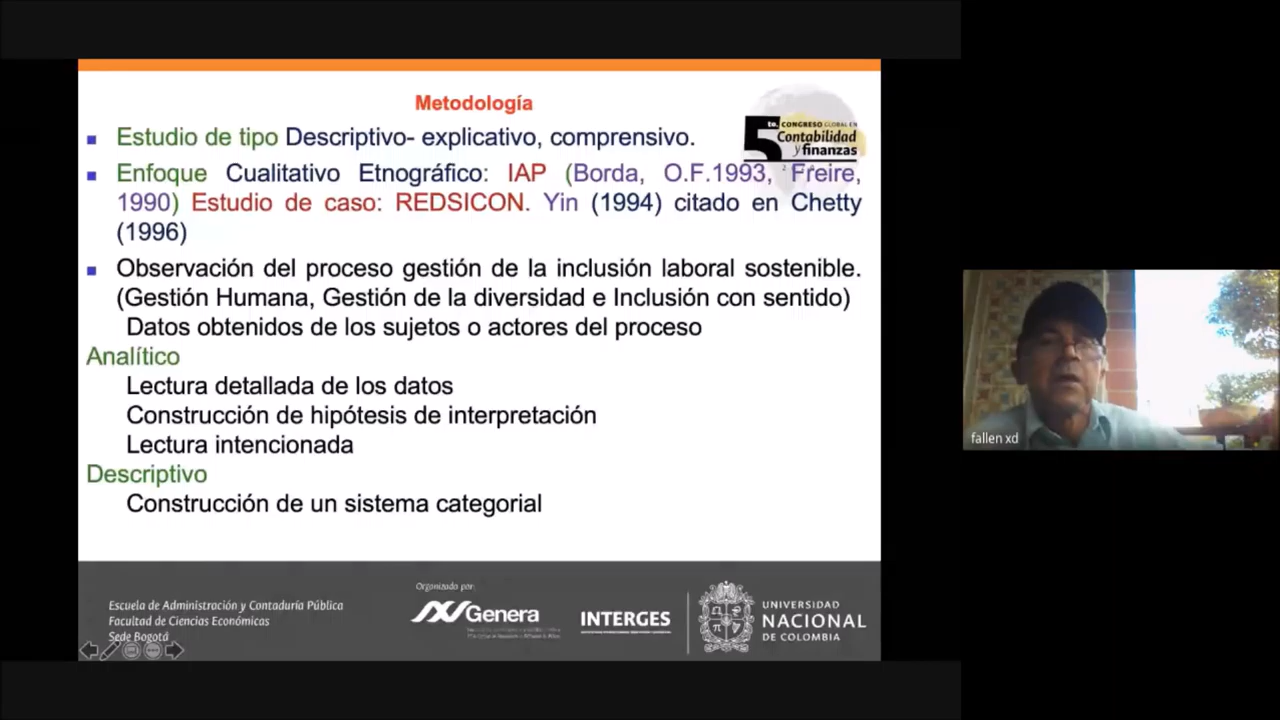 Metodología
5to. CONGRESO GLOBAL EN
Contabilidad
y finanzas
Estudio de tipo Descriptivo- explicativo, comprensivo.
Enfoque Cualitativo Etnográfico: IAP (Borda, O.F.1993, Freire,
1990) Estudio de caso: REDSICON. Yin (1994) citado en Chetty
(1996)
Observación del proceso gestión de la inclusión laboral sostenible.
(Gestión Humana, Gestión de la diversidad e Inclusión con sentido)
Datos obtenidos de los sujetos o actores del proceso
Analítico
Lectura detallada de los datos
Construcción de hipótesis de interpretación
Lectura intencionada
Descriptivo
Construcción de un sistema categorial
fallen xd
Escuela de Administración y Contaduría Pública
Facultad de Ciencias Económicas
Sede Bogotá
Organizado por:
Genera
INTERGES
UNIVERSIDAD
NACIONAL
DE COLOMBIA